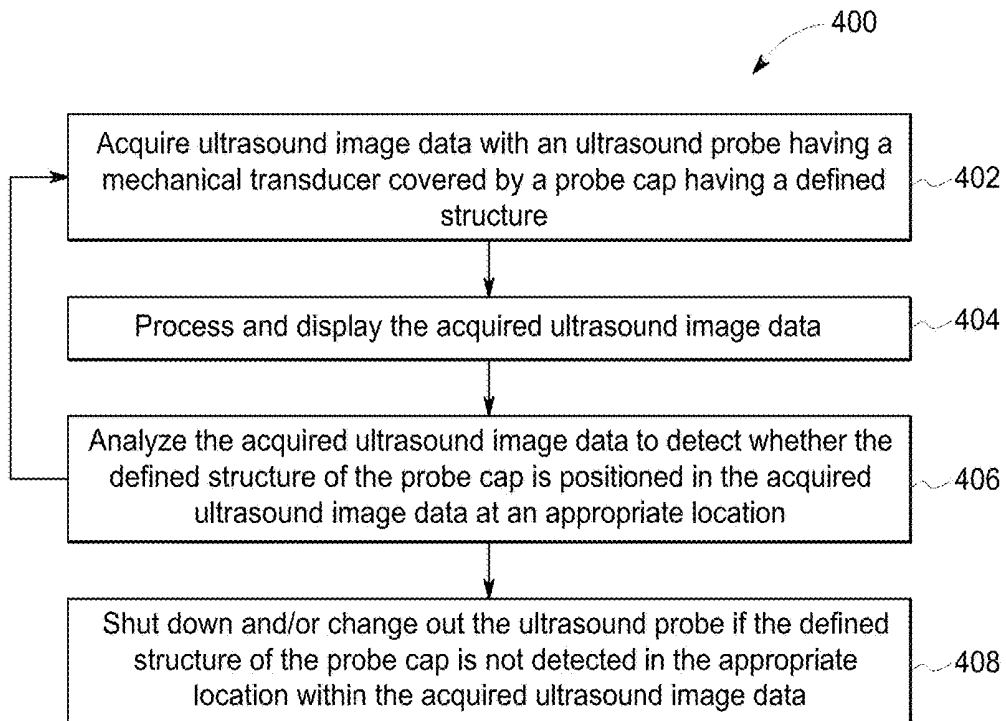 400
Acquire ultrasound image data with an ultrasound probe having a
mechanical transducer covered by a probe cap having a defined
structure
402
Process and display the acquired ultrasound image data
404
Analyze the acquired ultrasound image data to detect whether the
defined structure of the probe cap is positioned in the acquired
ultrasound image data at an appropriate location
406
Shut down and/or change out the ultrasound probe if the defined
structure of the probe cap is not detected in the appropriate
location within the acquired ultrasound image data
408